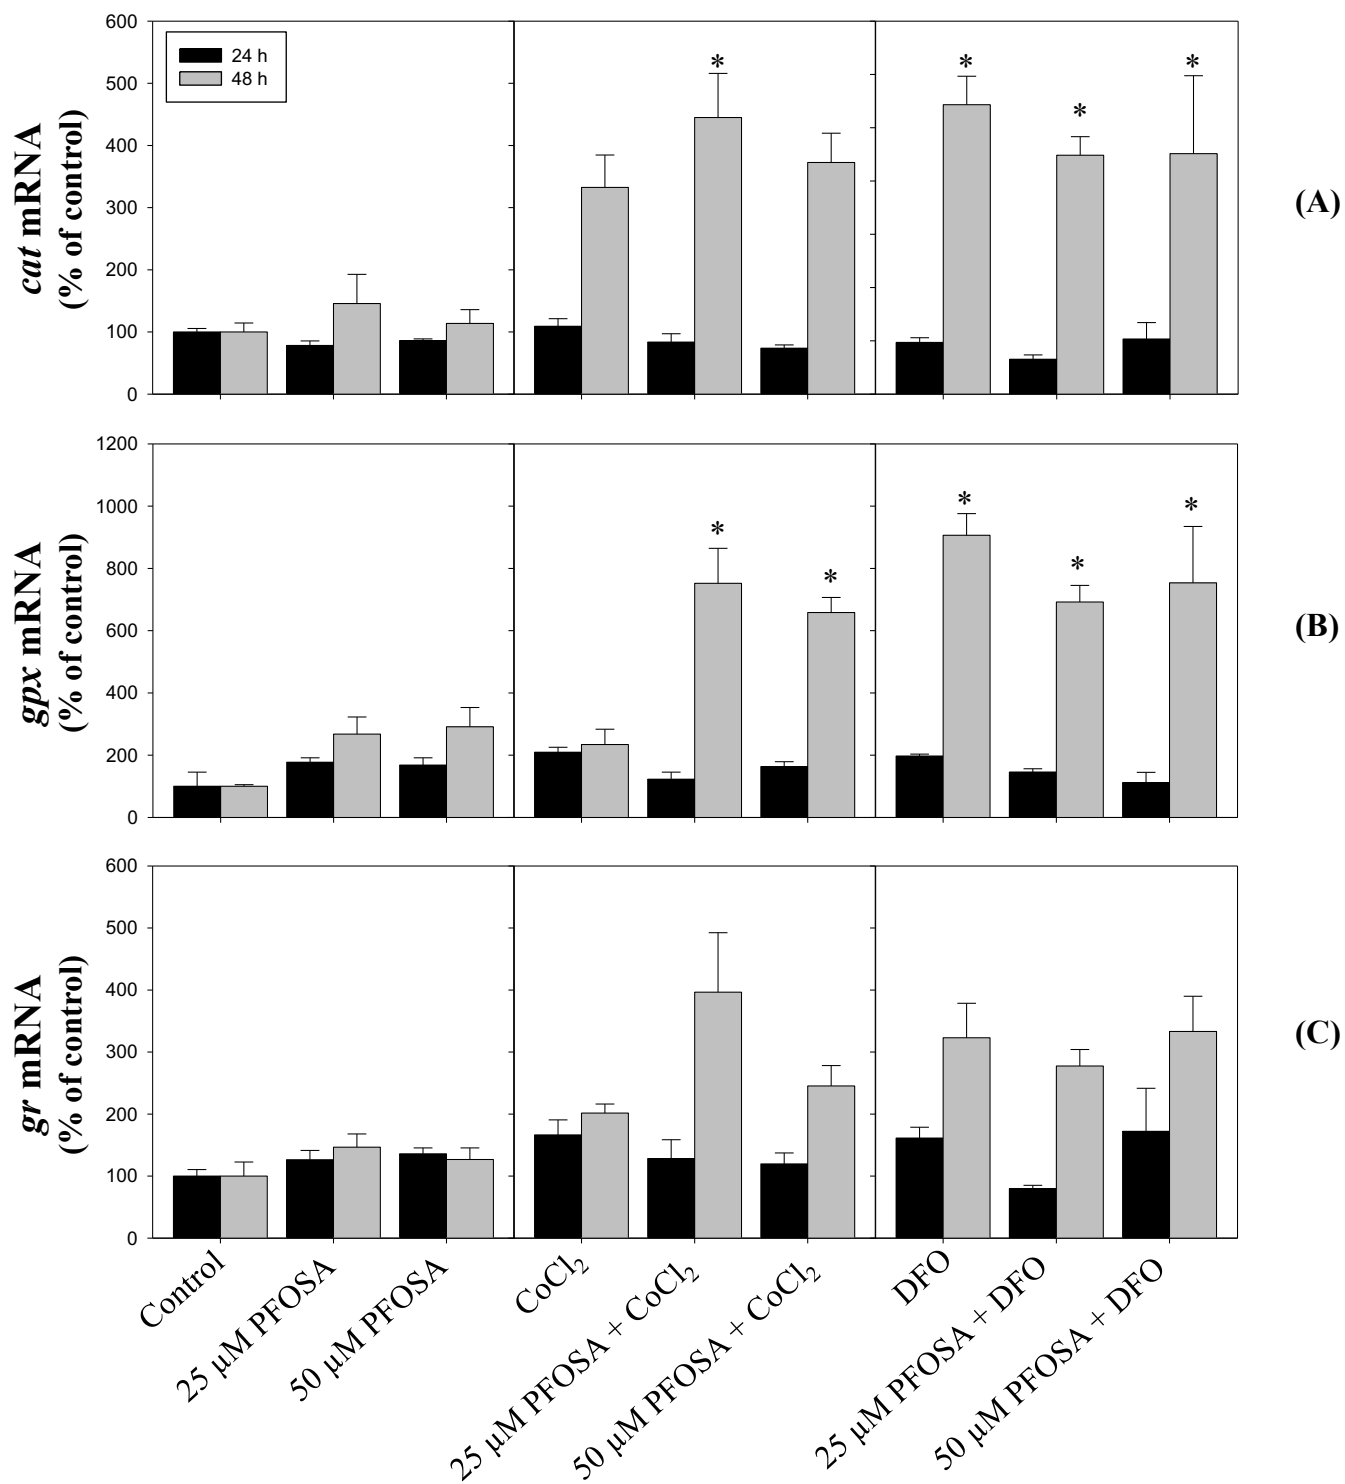 24 h
48 h
cat mRNA
(% of control)
600
500
400
300
200
100
0
*
*
*
*
(A)
gpx mRNA
(% of control)
1200
1000
800
600
400
200
0
*
*
*
*
*
(B)
gr mRNA
(% of control)
600
500
400
300
200
100
0
(C)
Control
25 µM PFOSA
50 µM PFOSA
CoCl₂
25 µM PFOSA + CoCl₂
50 µM PFOSA + CoCl₂
DFO
25 µM PFOSA + DFO
50 µM PFOSA + DFO